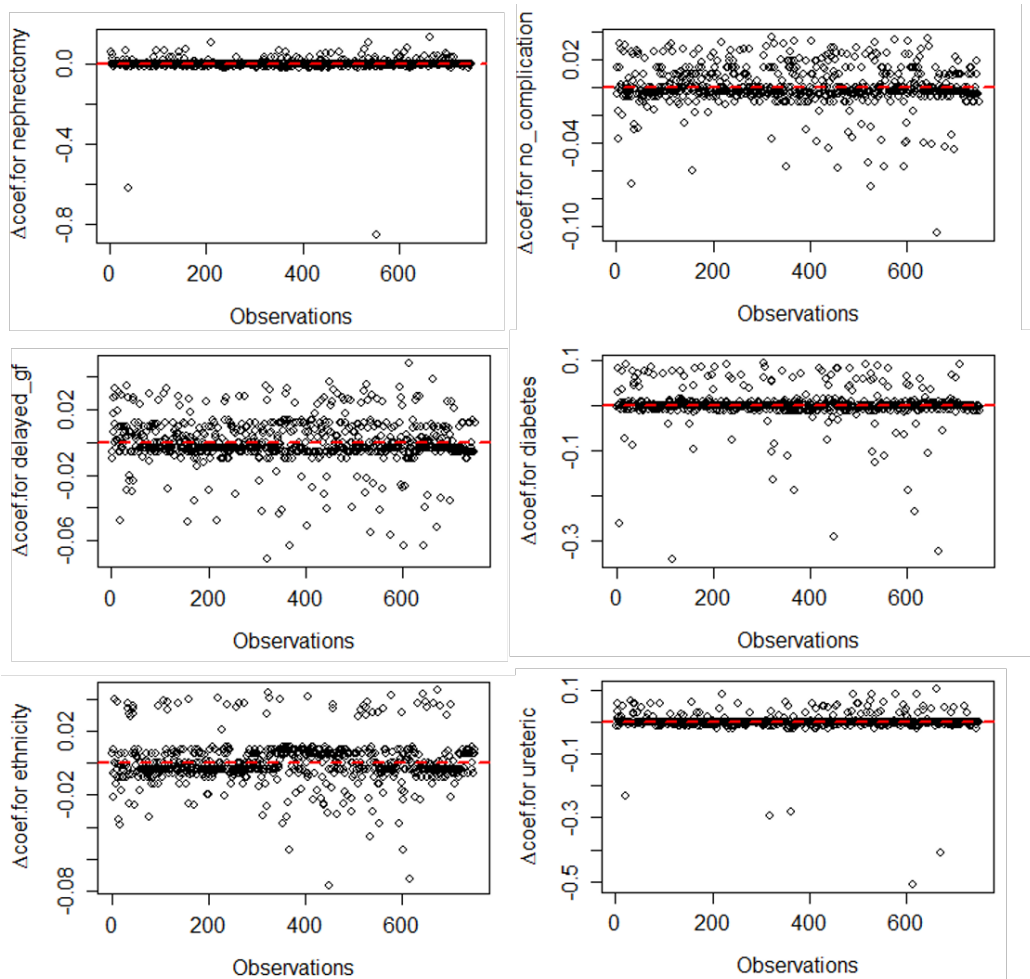 Δcoef.for nephrectomy
0.0
-0.4
-0.8
0 200 400 600
Observations
Δcoef.for no_complication
0.02
-0.04
-0.10
0 200 400 600
Observations
Δcoef.for delayed_gf
0.02
-0.02
-0.06
0 200 400 600
Observations
Δcoef.for diabetes
0.1
-0.1
-0.3
0 200 400 600
Observations
Δcoef.for ethnicity
0.02
-0.02
-0.08
0 200 400 600
Observations
Δcoef.for ureteric
0.1
-0.1
-0.3
-0.5
0 200 400 600
Observations